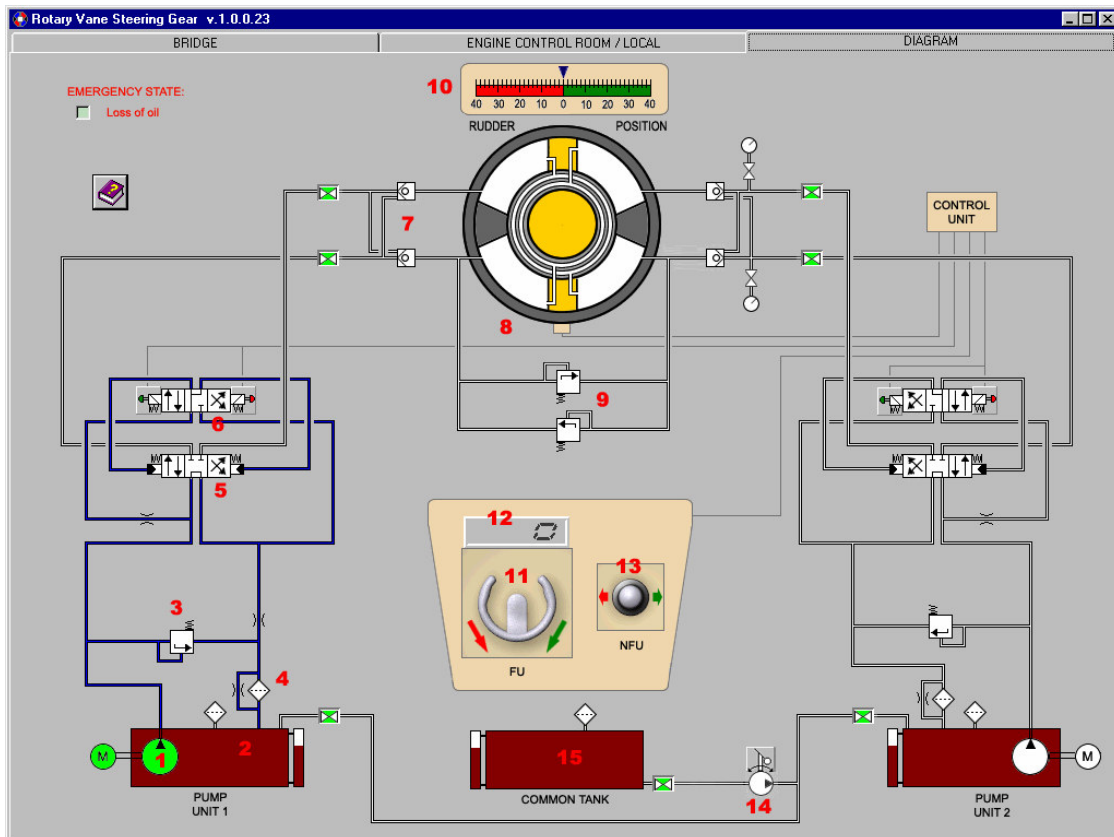 Rotary Vane Steering Gear v.1.0.0.23
BRIDGE
ENGINE CONTROL ROOM / LOCAL
DIAGRAM
EMERGENCY STATE:
Loss of oil
10
40 30 20 10 0 10 20 30 40
RUDDER POSITION
CONTROL
UNIT
7
8
9
6
5
12
0
11
13
FU
NFU
3
4
M
1
2
15
14
M
PUMP
UNIT 1
COMMON TANK
PUMP
UNIT 2